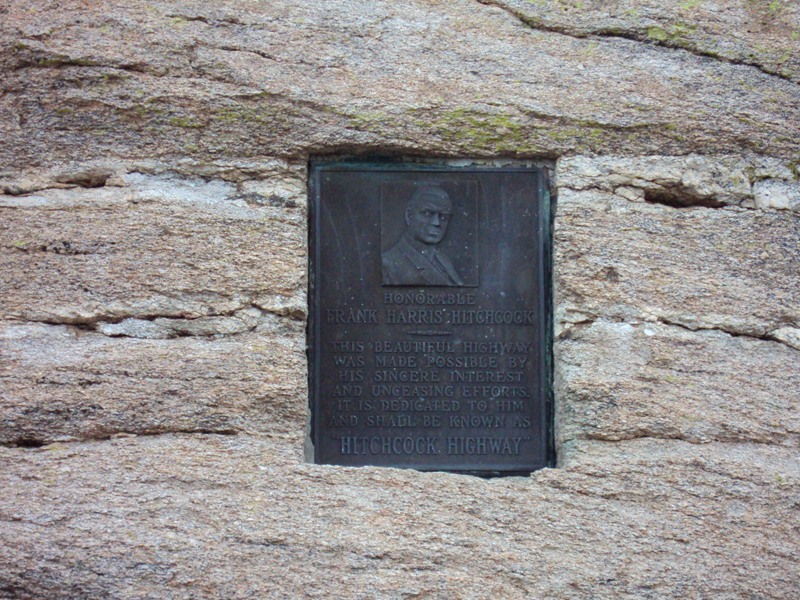 HONORABLE
FRANK HARRIS HITCHCOCK
THIS BEAUTIFUL HIGHWAY
WAS MADE POSSIBLE BY
HIS SINCERE INTEREST
AND UNCEASING EFFORTS.
IT IS DEDICATED TO HIM
AND SHALL BE KNOWN AS
"HITCHCOCK HIGHWAY"